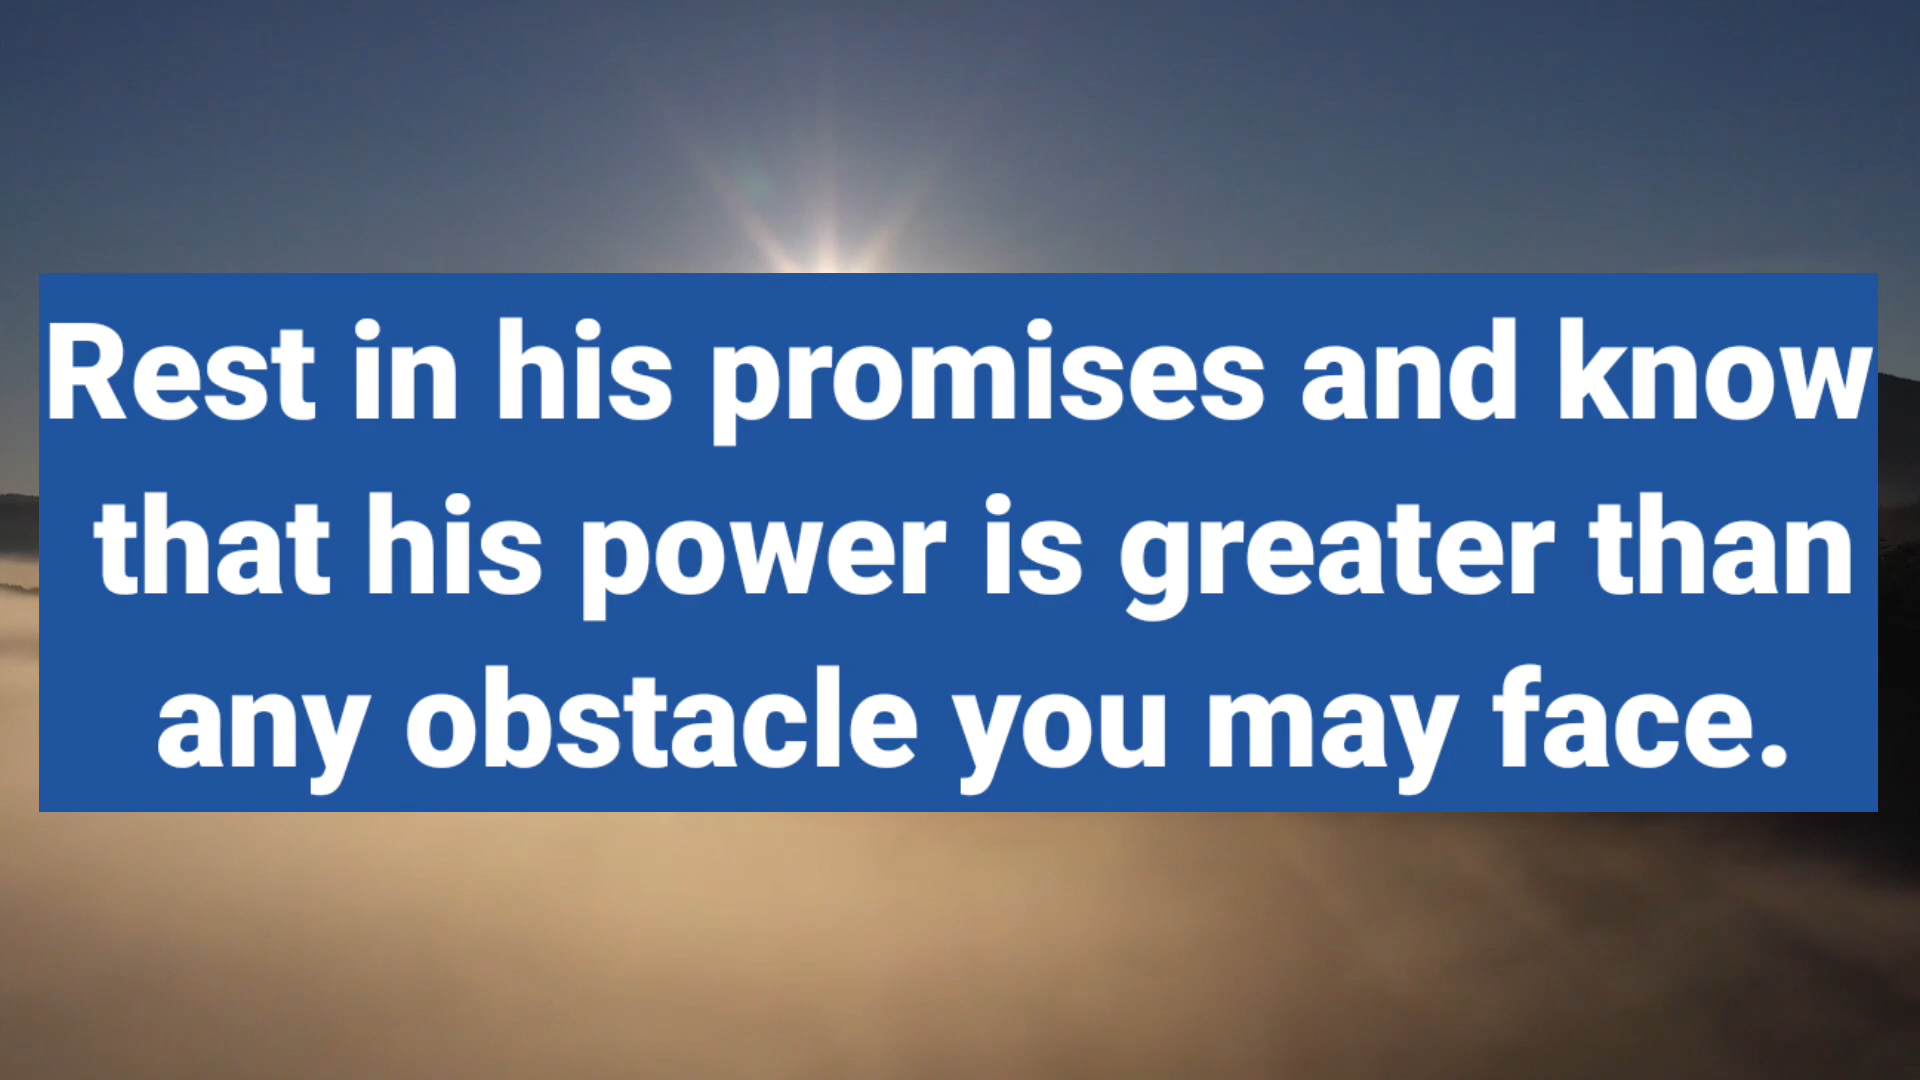 Rest in his promises and know
that his power is greater than
any obstacle you may face.